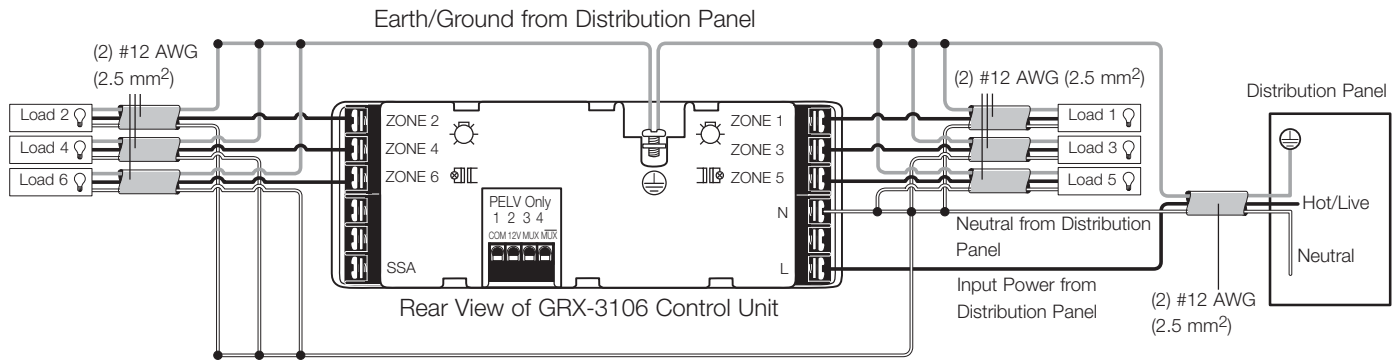 Earth/Ground from Distribution Panel
(2) #12 AWG
(2.5 mm2)
(2) #12 AWG (2.5 mm2)
Distribution Panel
Load 2
Load 4
Load 6
ZONE 2
ZONE 4
ZONE 6
SSA
PELV Only
1 2 3 4
COM 12V MUX M̅U̅X̅
ZONE 1
ZONE 3
ZONE 5
N
L
Load 1
Load 3
Load 5
Hot/Live
Neutral
Neutral from Distribution
Panel
Input Power from
Distribution Panel
(2) #12 AWG
(2.5 mm2)
Rear View of GRX-3106 Control Unit